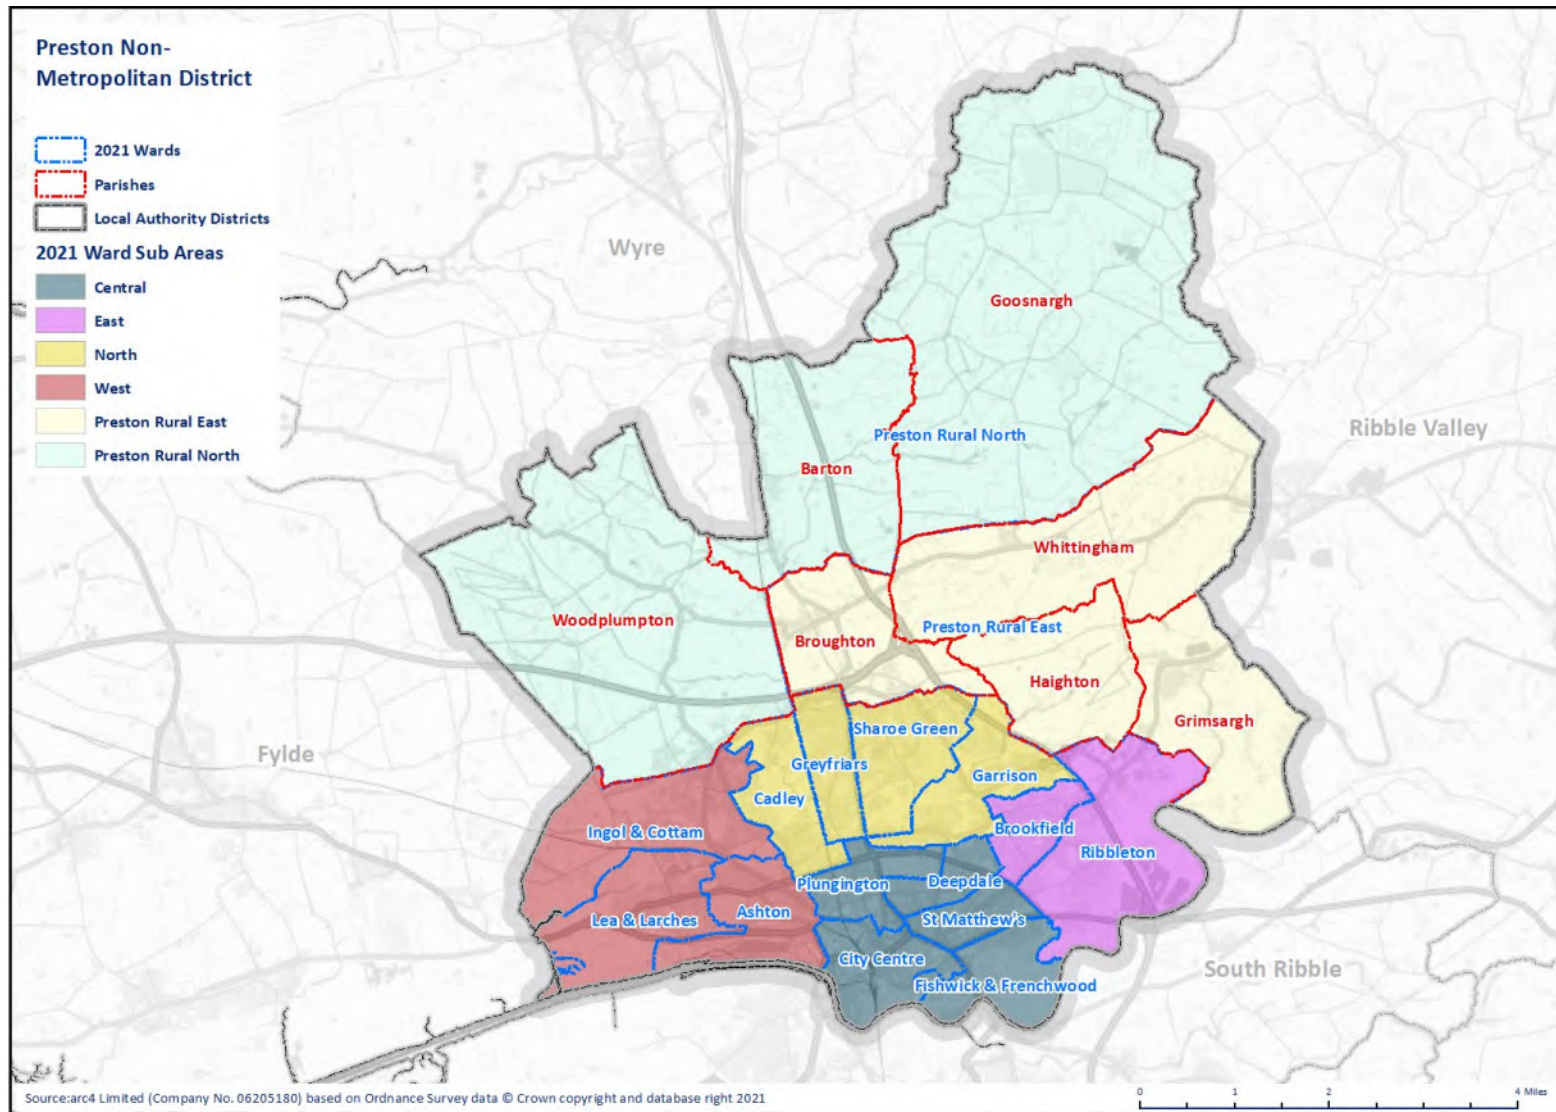 Preston Non-
Metropolitan District
2021 Wards
Parishes
Local Authority Districts
2021 Ward Sub Areas
Central
East
North
West
Preston Rural East
Preston Rural North
Wyre
Goosnargh
Ribble Valley
Preston Rural North
Barton
Whittingham
Woodplumpton
Preston Rural East
Broughton
Haighton
Grimsargh
Sharoe Green
Fylde
Greyfriars
Garrison
Cadley
Ingol & Cottam
Brookfield
Ribbleton
Plungington
Deepdale
Lea & Larches
Ashton
St Matthew's
City Centre
South Ribble
Fishwick & Frenchwood
Source:arc4 Limited (Company No. 06205180) based on Ordnance Survey data © Crown copyright and database right 2021
0 1 2 4 Miles